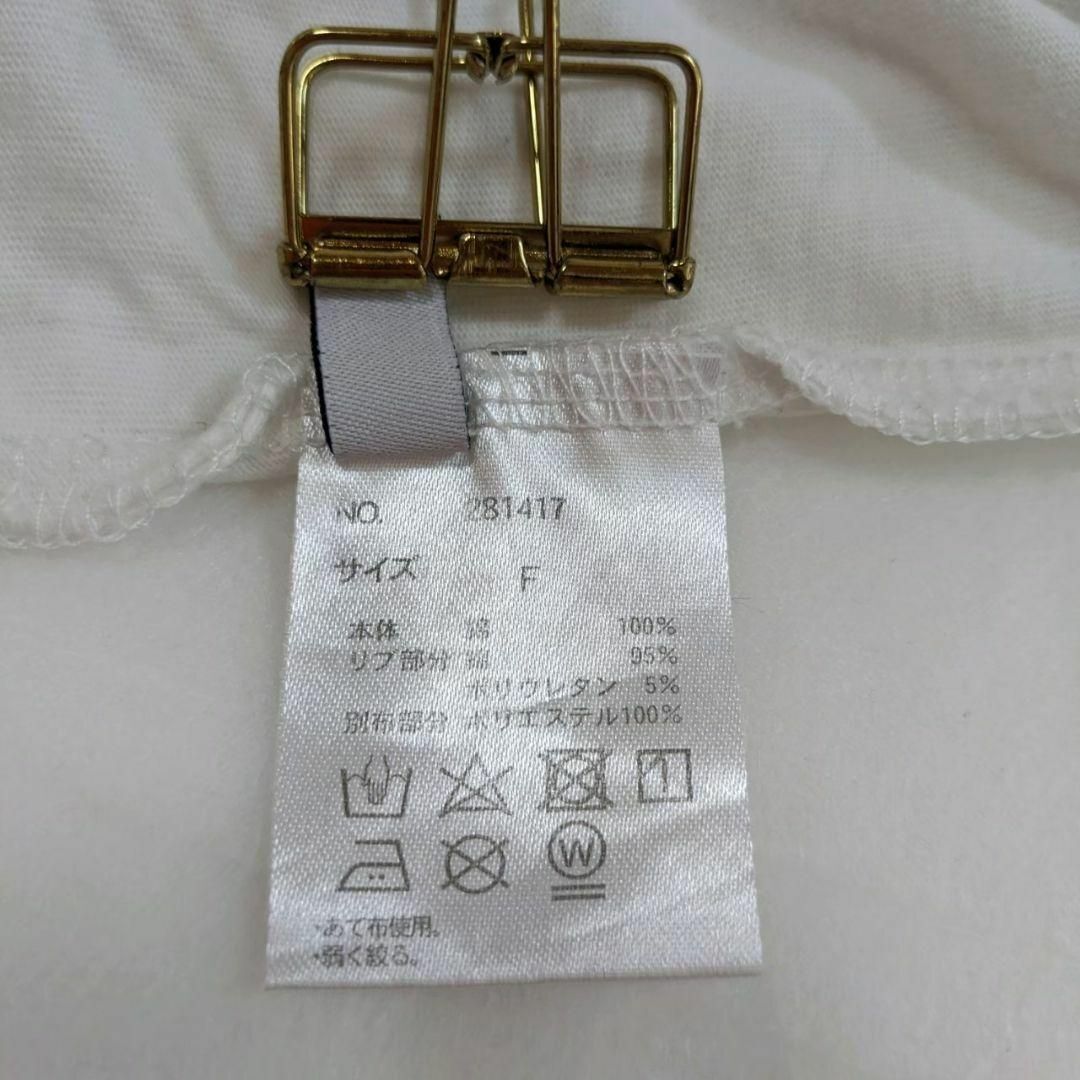 NO. 281417
サイズ F
本体 綿 100%
リブ部分 綿 95%
ポリウレタン 5%
別布部分 ポリエステル100%
W
・あて布使用。
・弱く絞る。